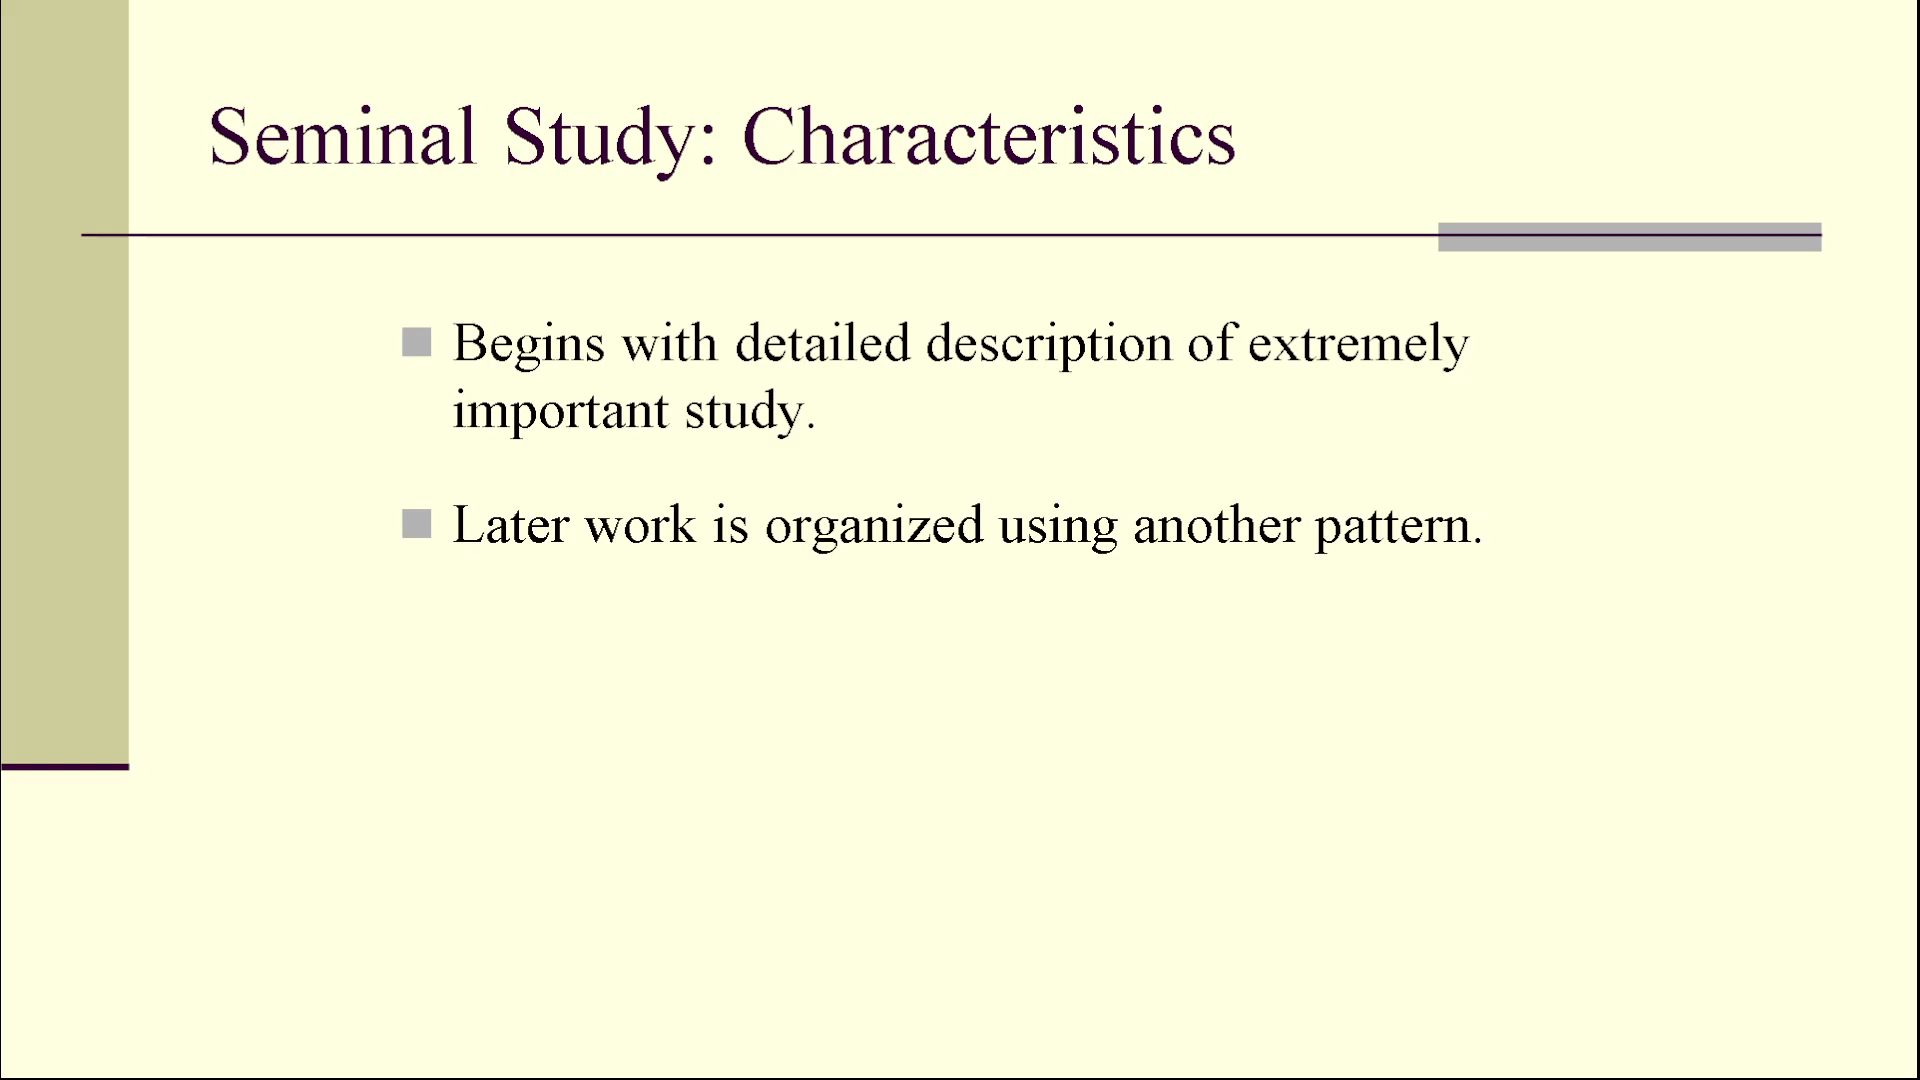 Seminal Study: Characteristics
Begins with detailed description of extremely
important study.
Later work is organized using another pattern.